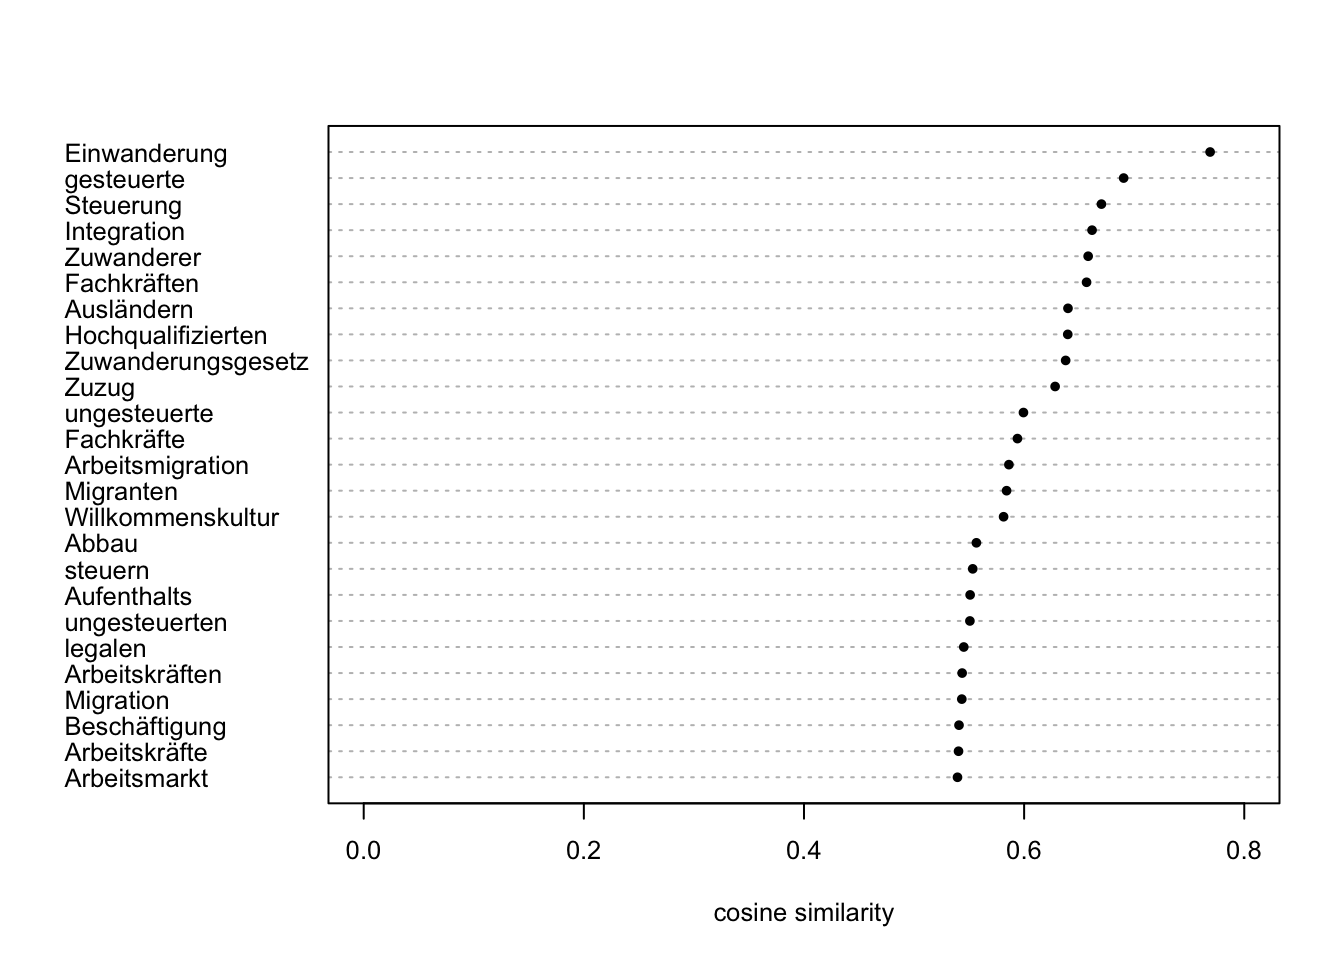 Einwanderung
gesteuerte
Steuerung
Integration
Zuwanderer
Fachkräften
Ausländern
Hochqualifizierten
Zuwanderungsgesetz
Zuzug
ungesteuerte
Fachkräfte
Arbeitsmigration
Migranten
Willkommenskultur
Abbau
steuern
Aufenthalts
ungesteuerten
legalen
Arbeitskräften
Migration
Beschäftigung
Arbeitskräfte
Arbeitsmarkt
0.0 0.2 0.4 0.6 0.8
cosine similarity